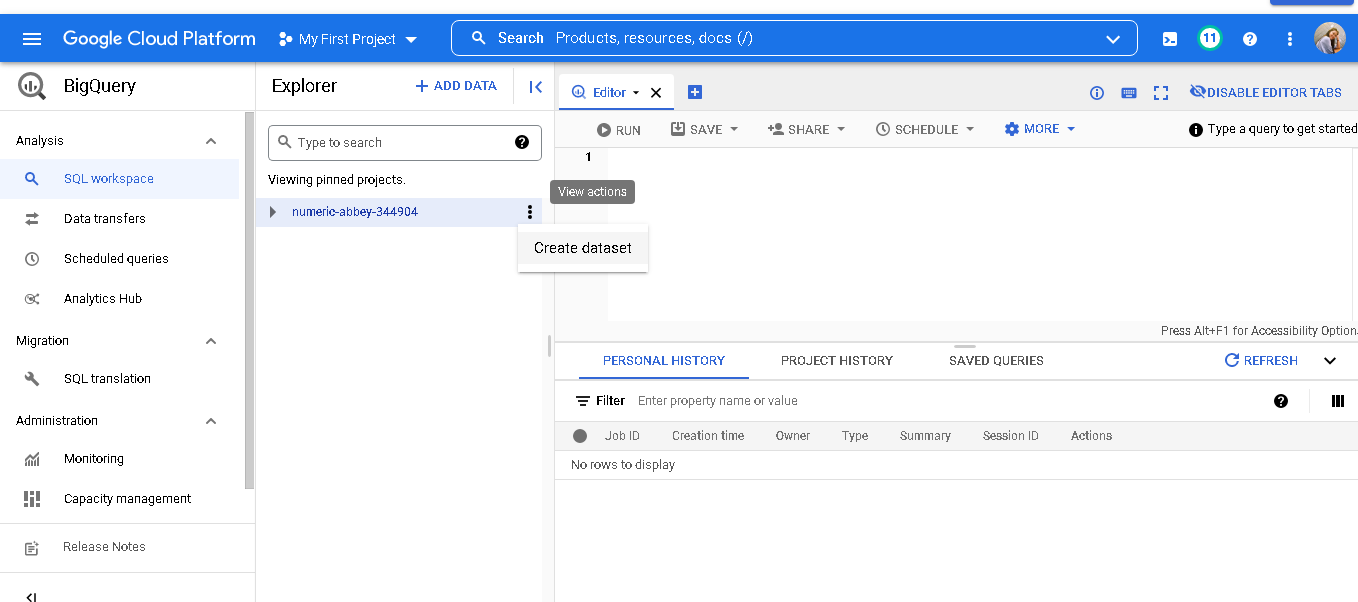 Google Cloud Platform
My First Project
Search Products, resources, docs (/)
11
BigQuery
Analysis
SQL workspace
Data transfers
Scheduled queries
Analytics Hub
Migration
SQL translation
Administration
Monitoring
Capacity management
Release Notes
Explorer
ADD DATA
Type to search
Viewing pinned projects.
numeric-abbey-344904
View actions
Create dataset
Editor
DISABLE EDITOR TABS
RUN SAVE SHARE SCHEDULE MORE
Type a query to get started
1
Press Alt+F1 for Accessibility Option
PERSONAL HISTORY PROJECT HISTORY SAVED QUERIES
REFRESH
Filter Enter property name or value
Job ID Creation time Owner Type Summary Session ID Actions
No rows to display